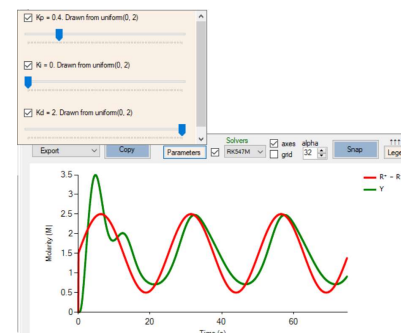 Kp = 0.4. Drawn from uniform(0, 2)
Ki = 0. Drawn from uniform(0, 2)
Kd = 2. Drawn from uniform(0, 2)
Export Copy Parameters Solvers RK547M axes grid alpha 32 Snap
3.5
3
2.5
2
1.5
1
0.5
0
Molarity (M)
0 20 40 60
Y